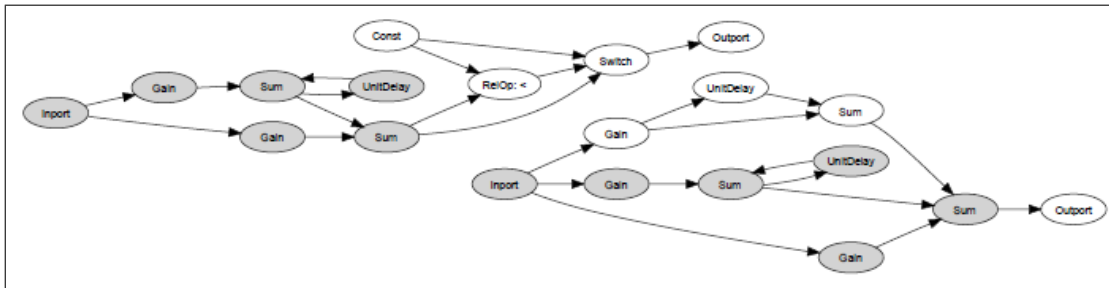 Const
Outport
Switch
Gain
Sum
UnitDelay
RelOp: <
Inport
Gain
Sum
UnitDelay
Sum
Gain
UnitDelay
Inport
Gain
Sum
Sum
Outport
Gain